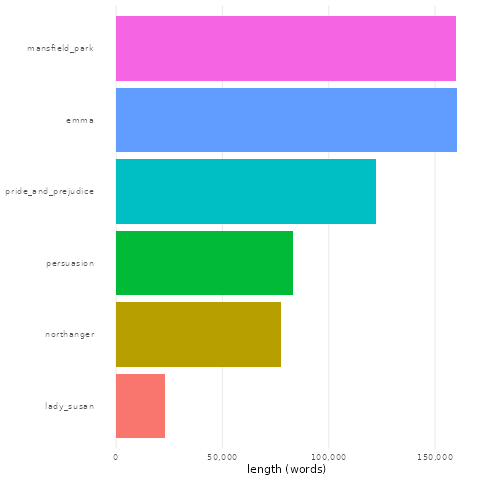 mansfield_park
emma
pride_and_prejudice
persuasion
northanger
lady_susan
0 50,000 100,000 150,000
length (words)